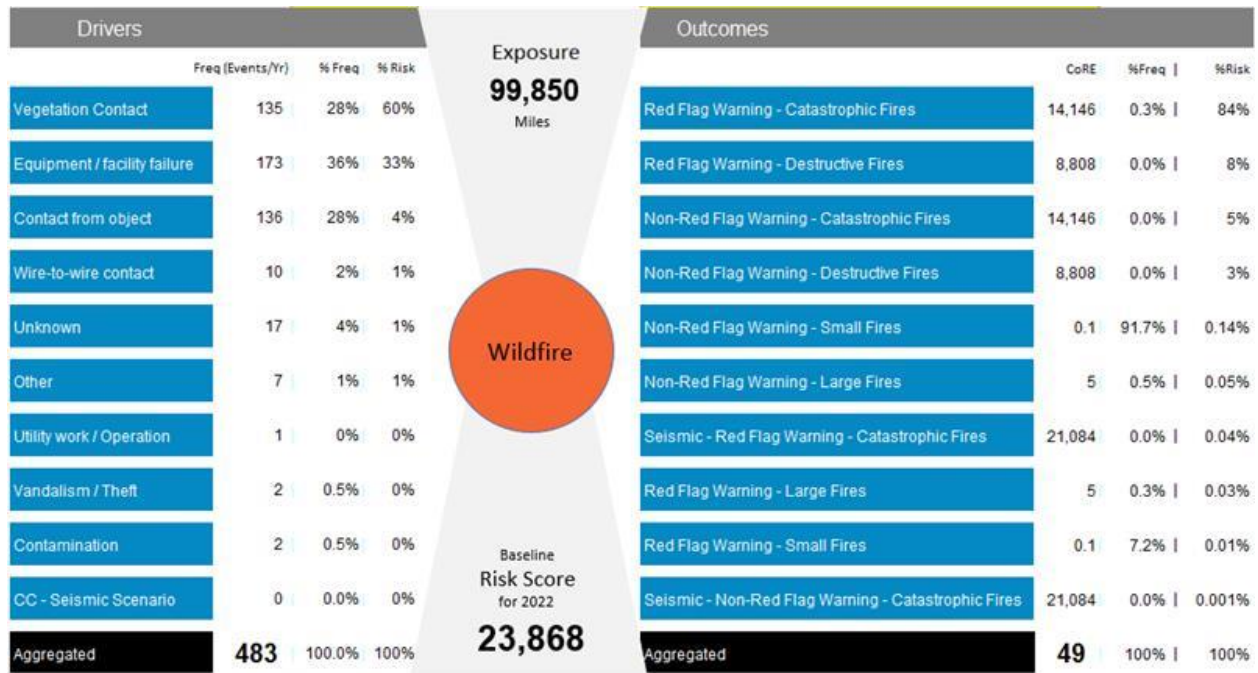 Drivers
Freq (Events/Yr) % Freq % Risk
Vegetation Contact 135 28% 60%
Equipment / facility failure 173 36% 33%
Contact from object 136 28% 4%
Wire-to-wire contact 10 2% 1%
Unknown 17 4% 1%
Other 7 1% 1%
Utility work / Operation 1 0% 0%
Vandalism / Theft 2 0.5% 0%
Contamination 2 0.5% 0%
CC - Seismic Scenario 0 0.0% 0%
Aggregated 483 100.0% 100%
Exposure
99,850
Miles
Wildfire
Baseline
Risk Score
for 2022
23,868
Outcomes
CoRE %Freq | %Risk
Red Flag Warning - Catastrophic Fires 14,146 0.3% | 84%
Red Flag Warning - Destructive Fires 8,808 0.0% | 8%
Non-Red Flag Warning - Catastrophic Fires 14,146 0.0% | 5%
Non-Red Flag Warning - Destructive Fires 8,808 0.0% | 3%
Non-Red Flag Warning - Small Fires 0.1 91.7% | 0.14%
Non-Red Flag Warning - Large Fires 5 0.5% | 0.05%
Seismic - Red Flag Warning - Catastrophic Fires 21,084 0.0% | 0.04%
Red Flag Warning - Large Fires 5 0.3% | 0.03%
Red Flag Warning - Small Fires 0.1 7.2% | 0.01%
Seismic - Non-Red Flag Warning - Catastrophic Fires 21,084 0.0% | 0.001%
Aggregated 49 100% | 100%